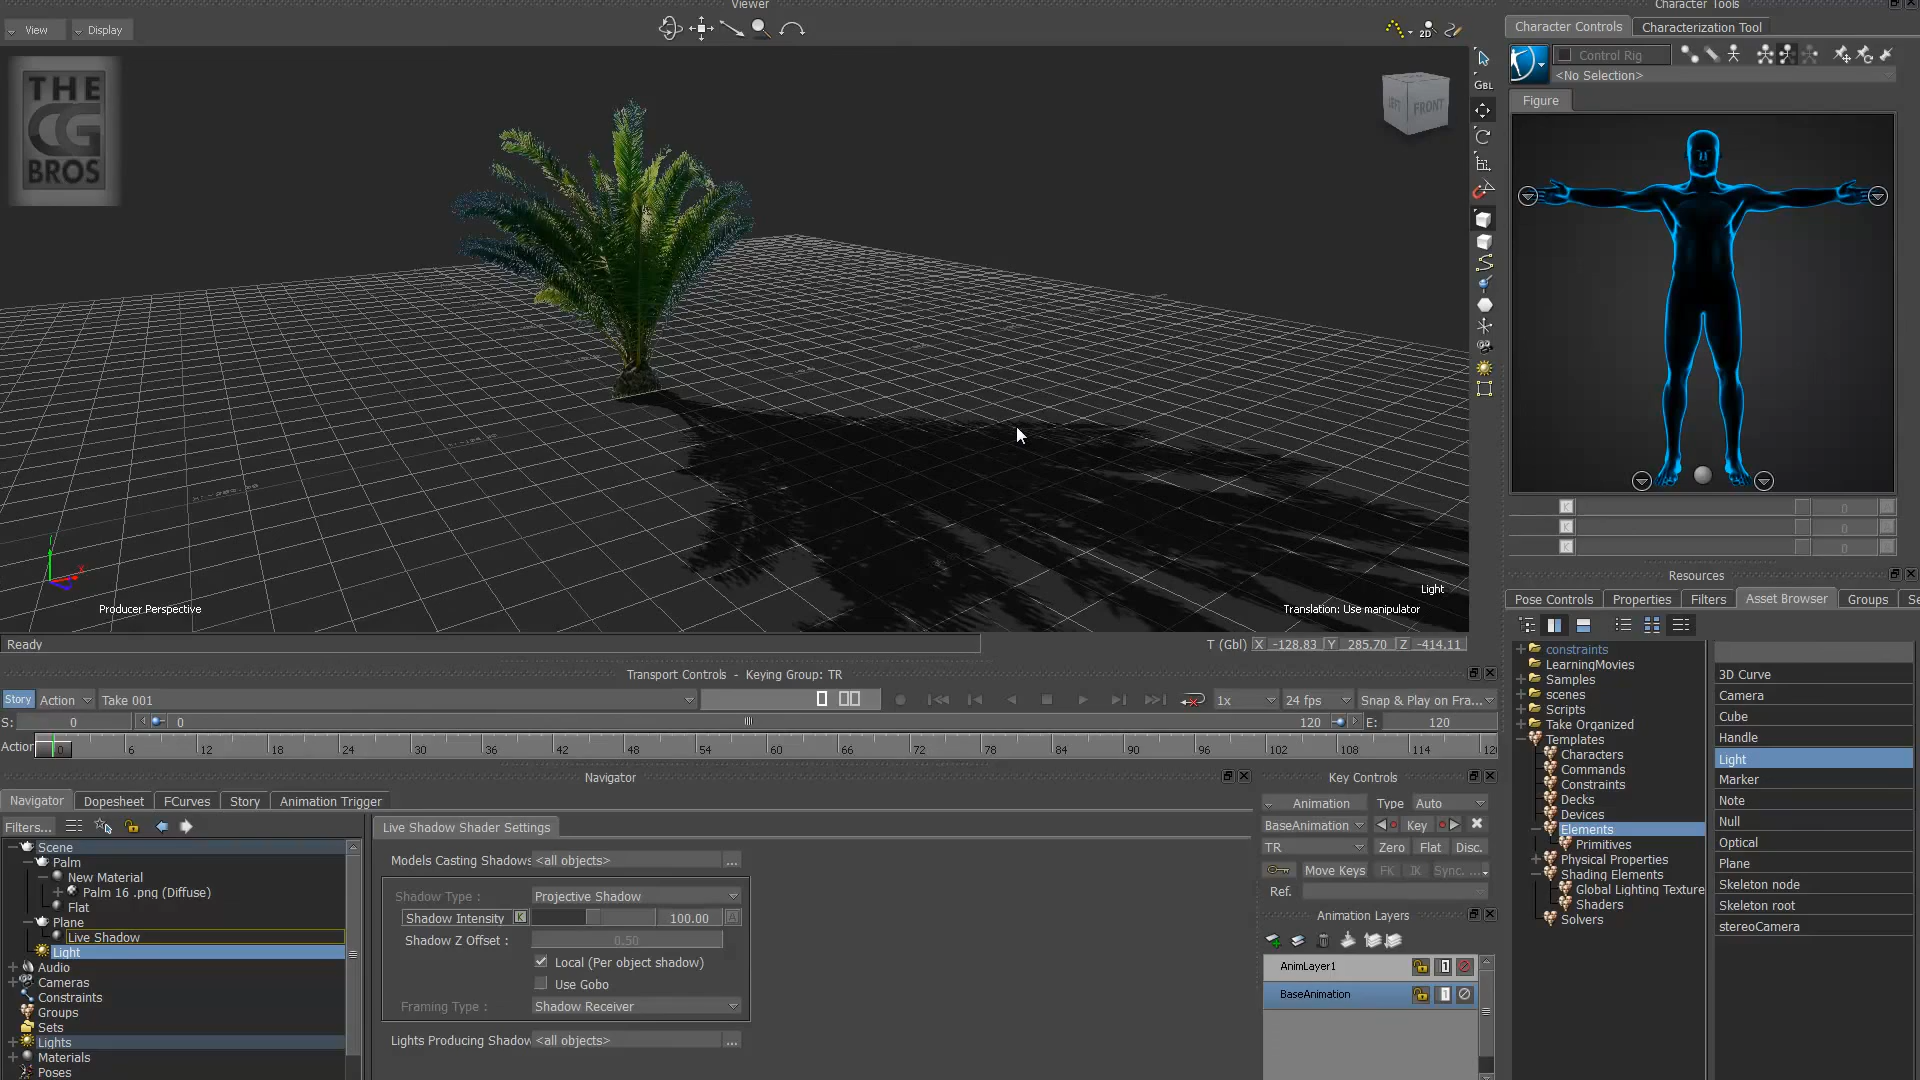 Viewer
Character Tools
View
Display
2D
Character Controls
Characterization Tool
Control Rig
<No Selection>
Figure
THE
CG
BROS
GBL
LEFT
FRONT
Light
Producer Perspective
Translation: Use manipulator
Ready
T (Gbl) X -128.83 Y 285.70 Z -414.11
K 0 A
K 0 A
K 0 A
Resources
Pose Controls
Properties
Filters
Asset Browser
Groups
Se
Transport Controls - Keying Group: TR
Story
Action
Take 001
1x
24 fps
Snap & Play on Fra...
S: 0
0
120
E: 120
Action
0 6 12 18 24 30 36 42 48 54 60 66 72 78 84 90 96 102 108 114 120
Navigator
Navigator
Dopesheet
FCurves
Story
Animation Trigger
Filters...
Scene
Palm
New Material
Palm 16 .png (Diffuse)
Flat
Plane
Live Shadow
Light
Audio
Cameras
Constraints
Groups
Sets
Lights
Materials
Poses
Live Shadow Shader Settings
Models Casting Shadows <all objects> ...
Shadow Type : Projective Shadow
Shadow Intensity K 100.00 A
Shadow Z Offset : 0.50
Local (Per object shadow)
Use Gobo
Framing Type : Shadow Receiver
Lights Producing Shadow <all objects> ...
Key Controls
Animation Type Auto
BaseAnimation Key
TR Zero Flat Disc.
Move Keys FK IK Sync. ...
Ref.
Animation Layers
AnimLayer1
BaseAnimation
constraints
LearningMovies
Samples
scenes
Scripts
Take Organized
Templates
Characters
Commands
Constraints
Decks
Devices
Elements
Primitives
Physical Properties
Shading Elements
Global Lighting Texture
Shaders
Solvers
3D Curve
Camera
Cube
Handle
Light
Marker
Note
Null
Optical
Plane
Skeleton node
Skeleton root
stereoCamera